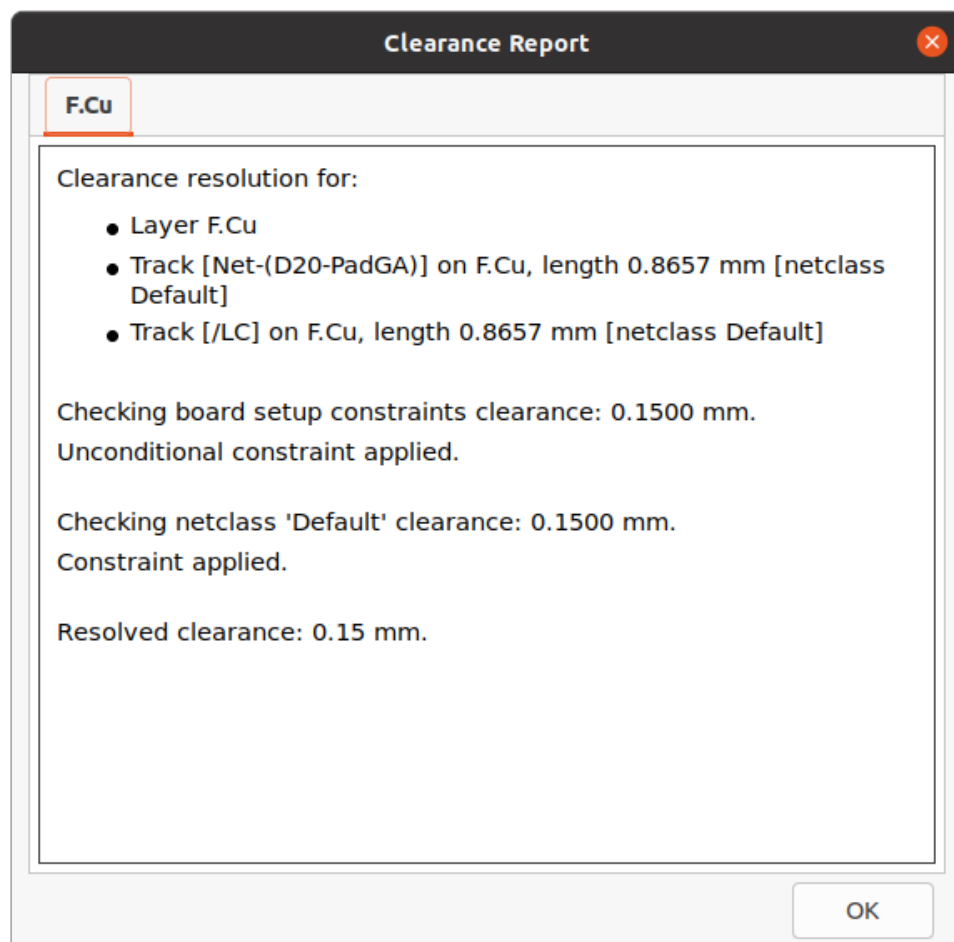 Clearance Report
F.Cu
Clearance resolution for:
● Layer F.Cu
● Track [Net-(D20-PadGA)] on F.Cu, length 0.8657 mm [netclass
Default]
● Track [/LC] on F.Cu, length 0.8657 mm [netclass Default]
Checking board setup constraints clearance: 0.1500 mm.
Unconditional constraint applied.
Checking netclass 'Default' clearance: 0.1500 mm.
Constraint applied.
Resolved clearance: 0.15 mm.
OK